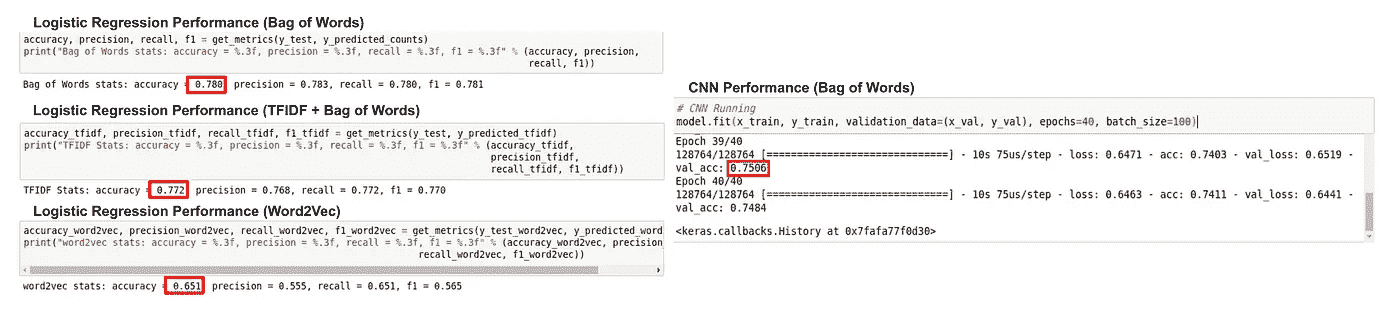 Logistic Regression Performance (Bag of Words)
accuracy, precision, recall, f1 = get_metrics(y_test, y_predicted_counts)
print("Bag of Words stats: accuracy = %.3f, precision = %.3f, recall = %.3f, f1 = %.3f" % (accuracy, precision,
recall, f1))
Bag of Words stats: accuracy = 0.780 precision = 0.783, recall = 0.780, f1 = 0.781
Logistic Regression Performance (TFIDF + Bag of Words)
accuracy_tfidf, precision_tfidf, recall_tfidf, f1_tfidf = get_metrics(y_test, y_predicted_tfidf)
print("TFIDF Stats: accuracy = %.3f, precision = %.3f, recall = %.3f, f1 = %.3f" % (accuracy_tfidf,
precision_tfidf,
recall_tfidf, f1_tfidf))
TFIDF Stats: accuracy = 0.772 precision = 0.768, recall = 0.772, f1 = 0.770
Logistic Regression Performance (Word2Vec)
accuracy_word2vec, precision_word2vec, recall_word2vec, f1_word2vec = get_metrics(y_test_word2vec, y_predicted_word
print("word2vec stats: accuracy = %.3f, precision = %.3f, recall = %.3f, f1 = %.3f" % (accuracy_word2vec, precision
recall_word2vec, f1_word2vec))
word2vec stats: accuracy = 0.651 precision = 0.555, recall = 0.651, f1 = 0.565
CNN Performance (Bag of Words)
# CNN Running
model.fit(x_train, y_train, validation_data=(x_val, y_val), epochs=40, batch_size=100)
Epoch 39/40
128764/128764 [==============================] - 10s 75us/step - loss: 0.6471 - acc: 0.7403 - val_loss: 0.6519 -
val_acc: 0.7506
Epoch 40/40
128764/128764 [==============================] - 10s 75us/step - loss: 0.6463 - acc: 0.7411 - val_loss: 0.6441 -
val_acc: 0.7484
<keras.callbacks.History at 0x7fafa77f0d30>